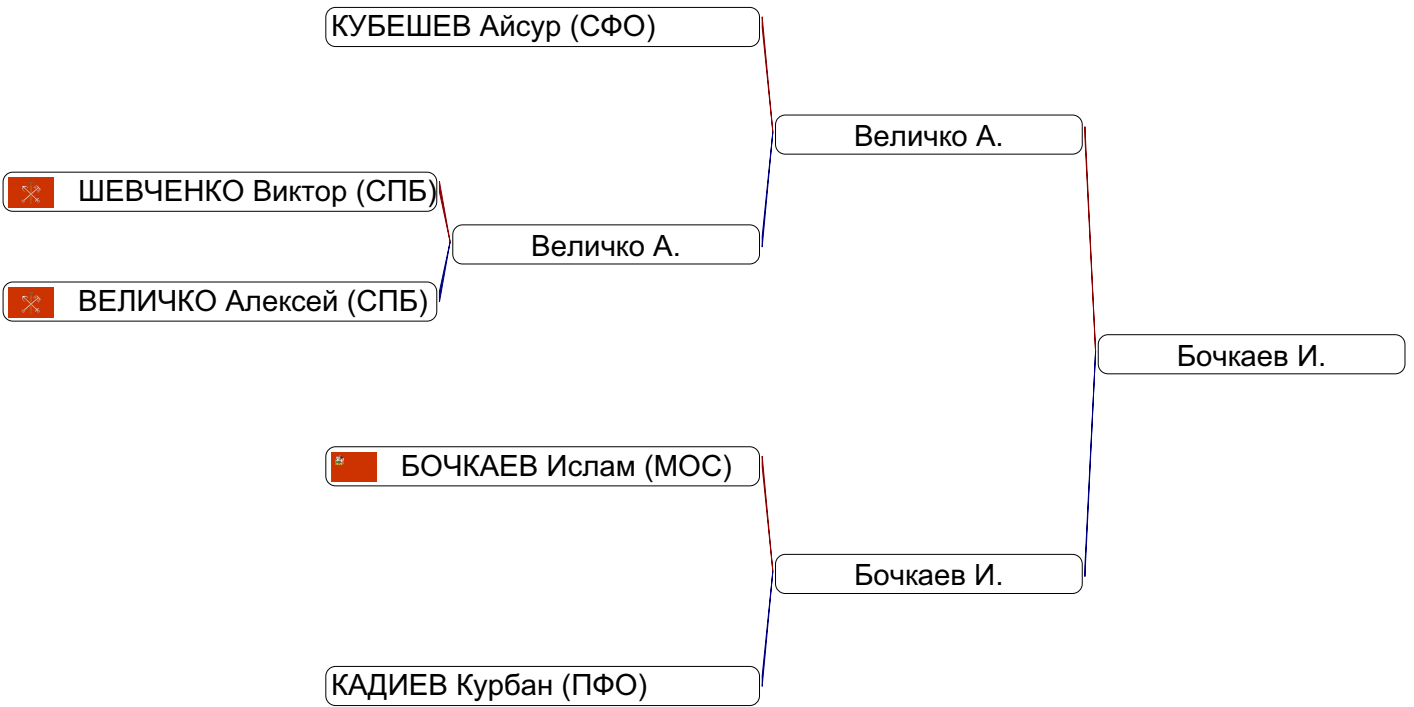 КУБЕШЕВ Айсур (СФО)
Величко А.
ШЕВЧЕНКО Виктор (СПБ)
Величко А.
ВЕЛИЧКО Алексей (СПБ)
Бочкаев И.
БОЧКАЕВ Ислам (МОС)
Бочкаев И.
КАДИЕВ Курбан (ПФО)